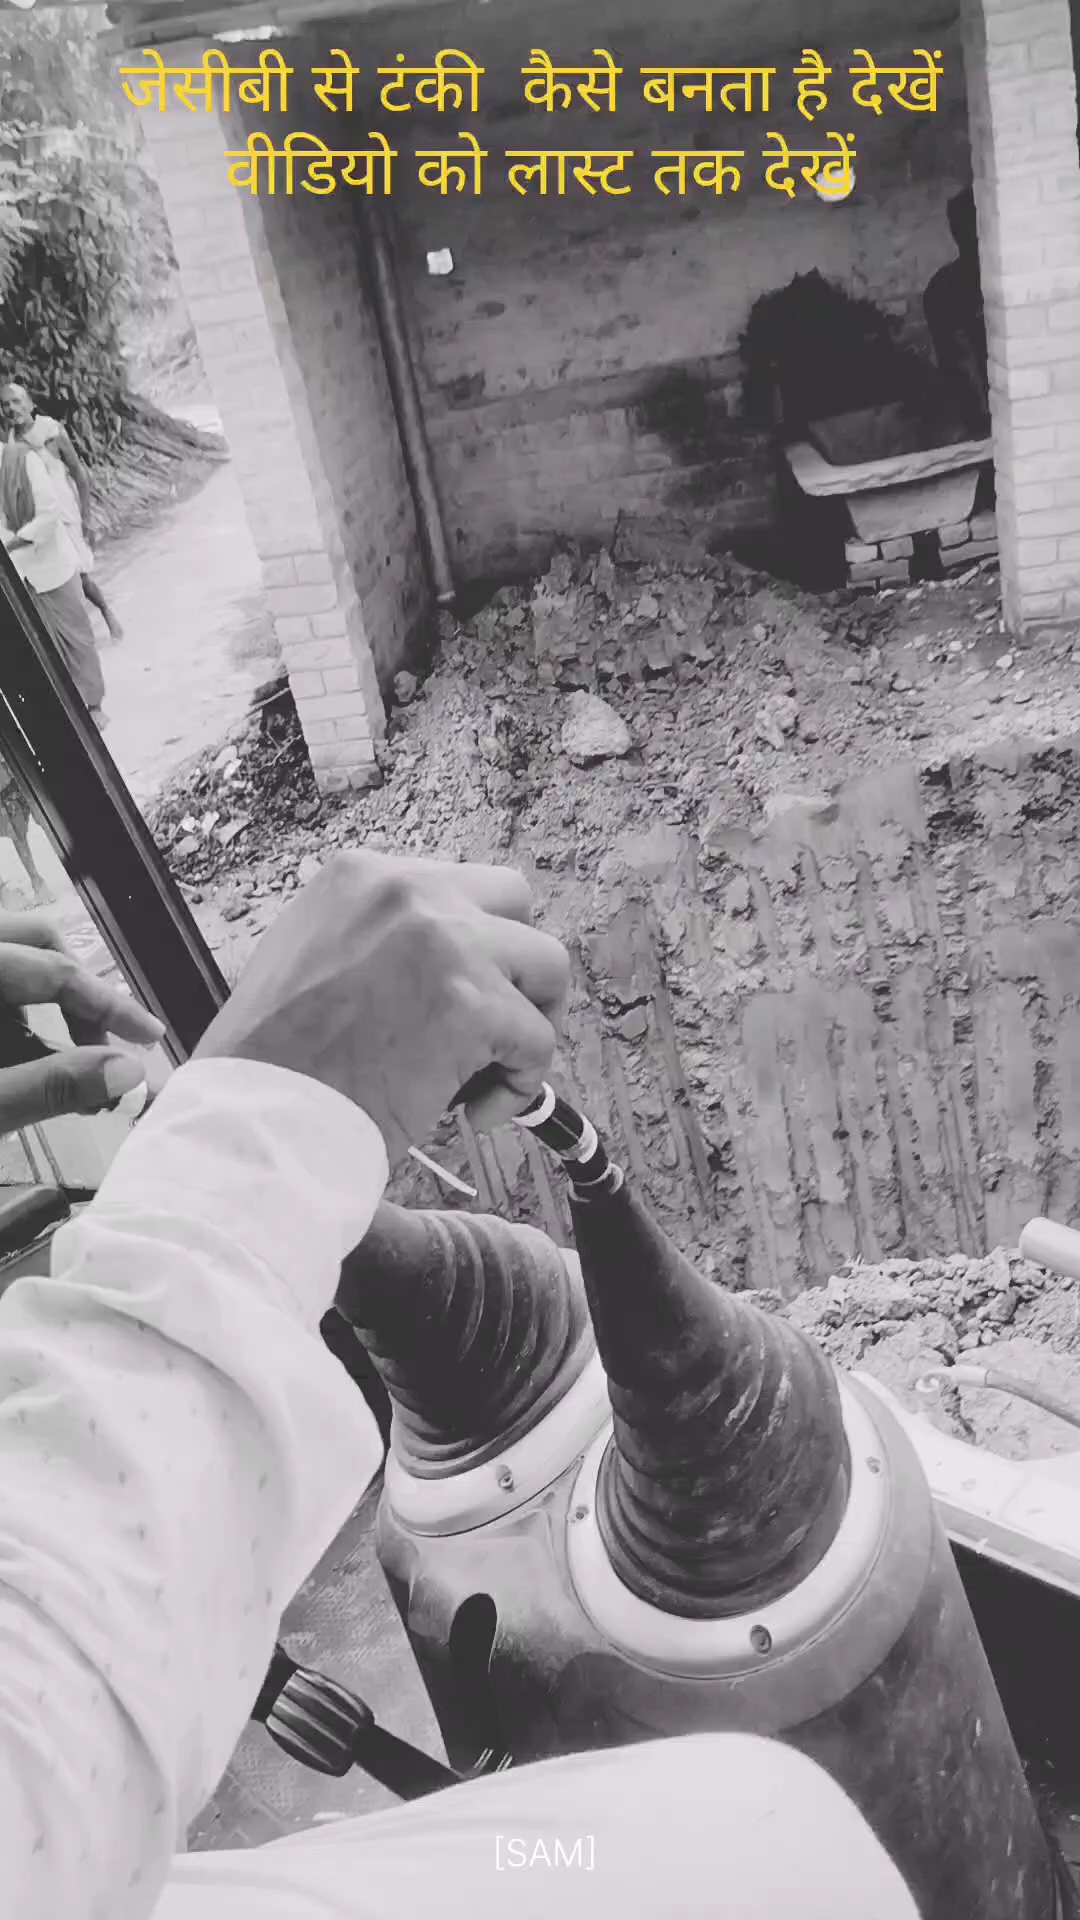 जेसीबी से टंकी कैसे बनता है देखें
वीडियो को लास्ट तक देखें
[SAM]